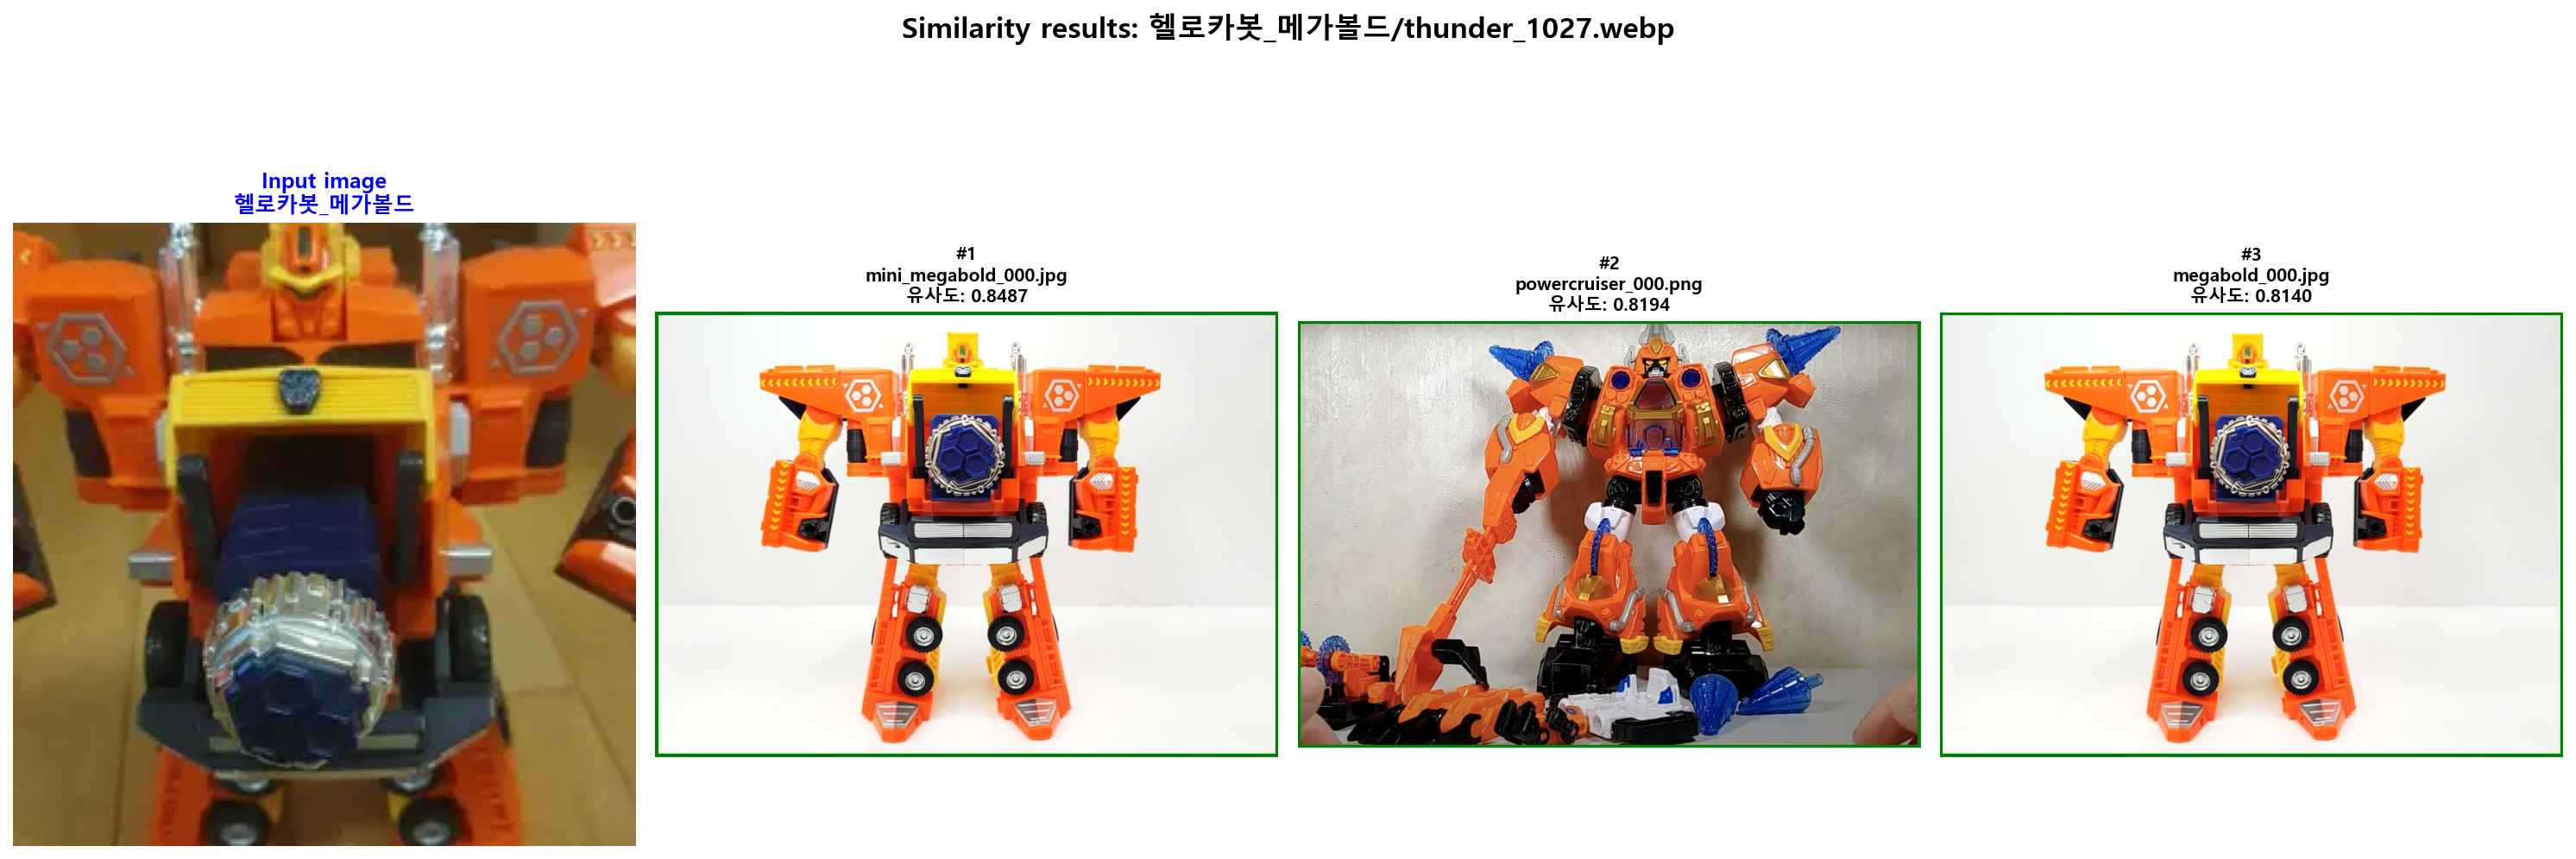 Similarity results: 헬로카봇_메가볼드/thunder_1027.webp
Input image
헬로카봇_메가볼드
#1
mini_megabold_000.jpg
유사도: 0.8487
#2
powercruiser_000.png
유사도: 0.8194
#3
megabold_000.jpg
유사도: 0.8140